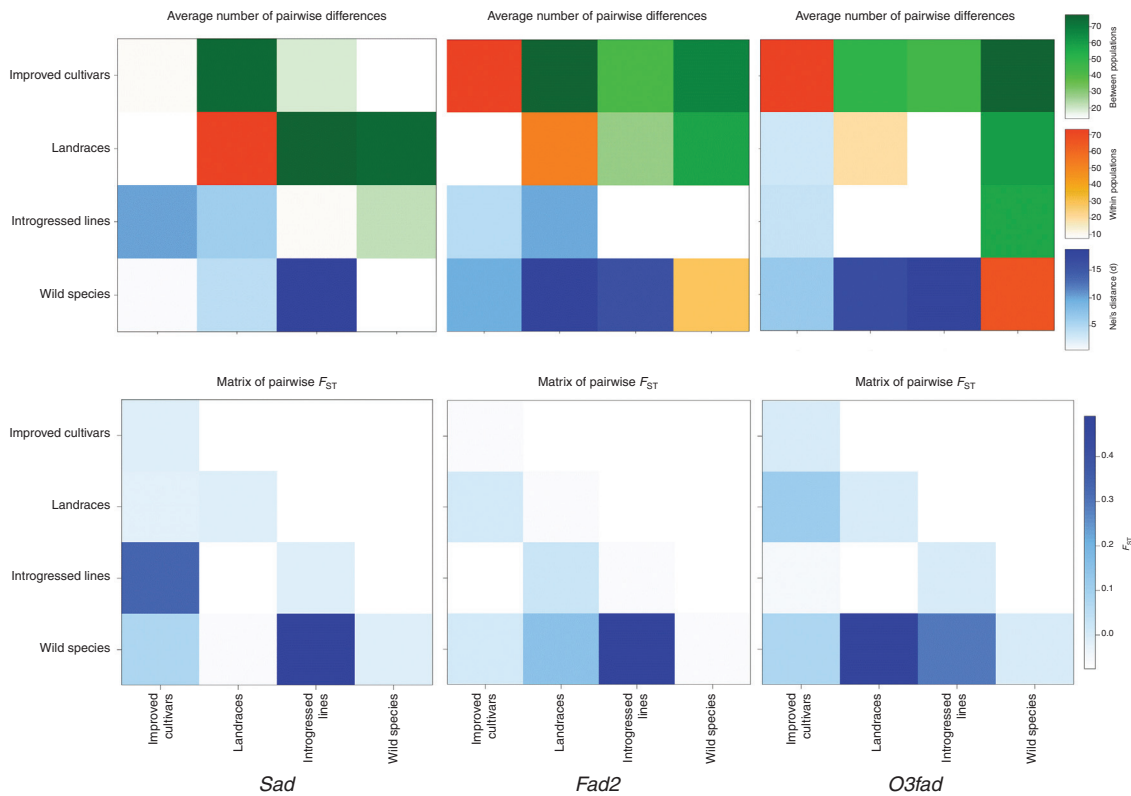 Average number of pairwise differences
Average number of pairwise differences
Average number of pairwise differences
Improved cultivars
Landraces
Introgressed lines
Wild species
70
60
50
40
30
20
Between populations
70
60
50
40
30
20
10
Within populations
15
10
5
Nei's distance (d)
Matrix of pairwise FST
Matrix of pairwise FST
Matrix of pairwise FST
Improved cultivars
Landraces
Introgressed lines
Wild species
0.4
0.3
0.2
0.1
0.0
FST
Improved
cultivars
Landraces
Introgressed
lines
Wild species
Improved
cultivars
Landraces
Introgressed
lines
Wild species
Improved
cultivars
Landraces
Introgressed
lines
Wild species
Sad
Fad2
O3fad